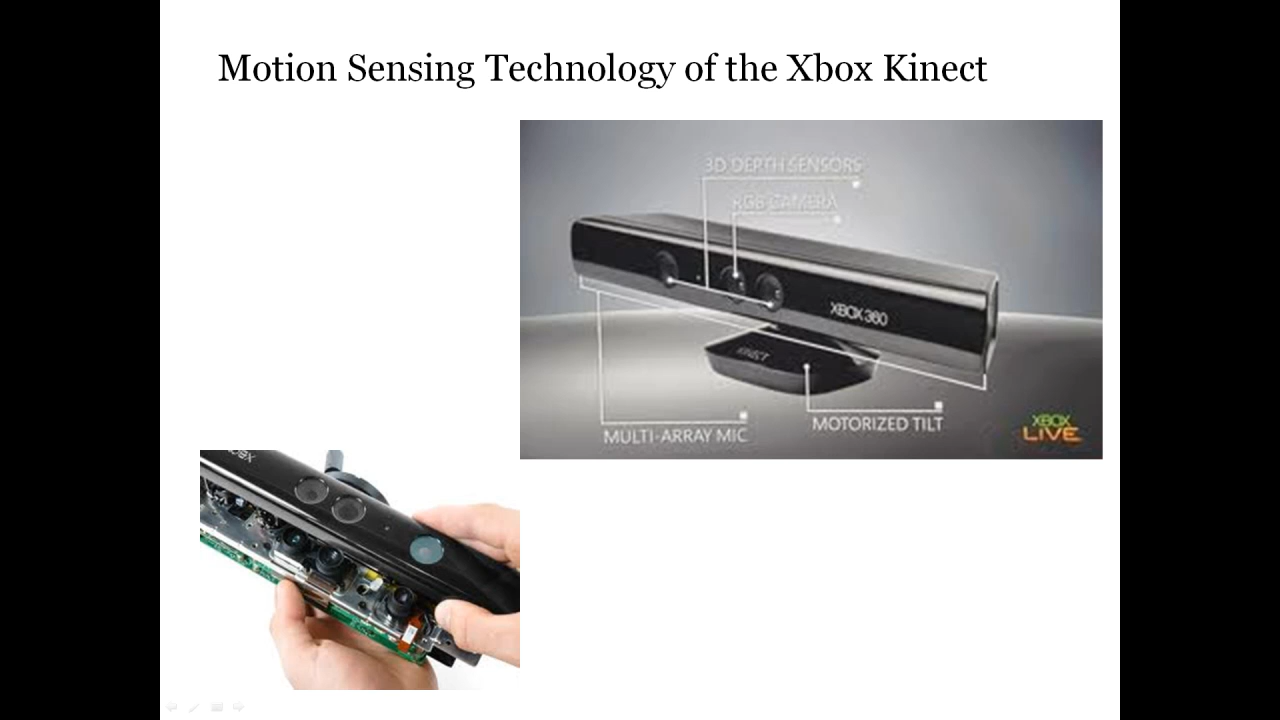 Motion Sensing Technology of the Xbox Kinect
3D DEPTH SENSORS
RGB CAMERA
XBOX 360
KINECT
MULTI-ARRAY MIC
MOTORIZED TILT
XBOX
LIVE